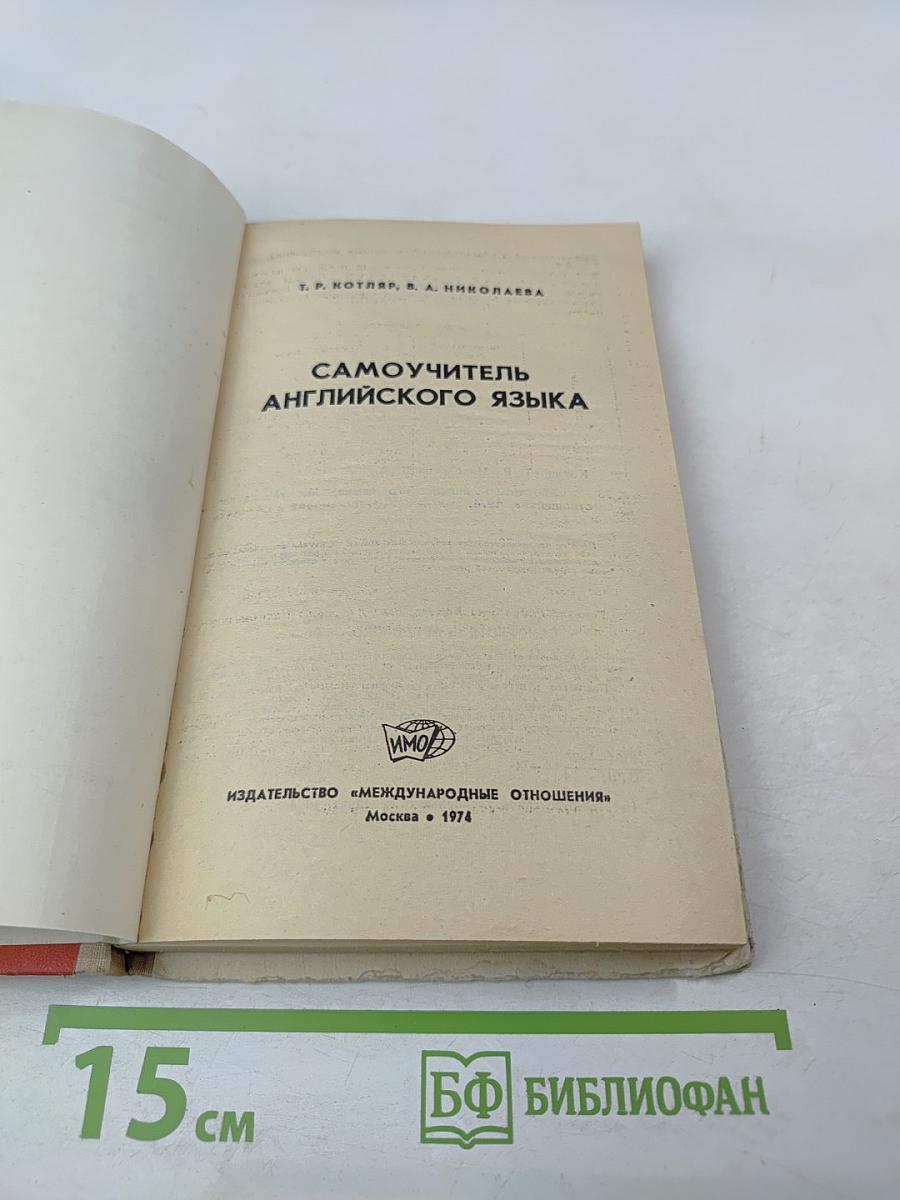 Т. Р. КОТЛЯР, В. А. НИКОЛАЕВА
САМОУЧИТЕЛЬ
АНГЛИЙСКОГО ЯЗЫКА
ИМО
ИЗДАТЕЛЬСТВО «МЕЖДУНАРОДНЫЕ ОТНОШЕНИЯ»
Москва • 1974
15 см
БФ БИБЛИОФАН